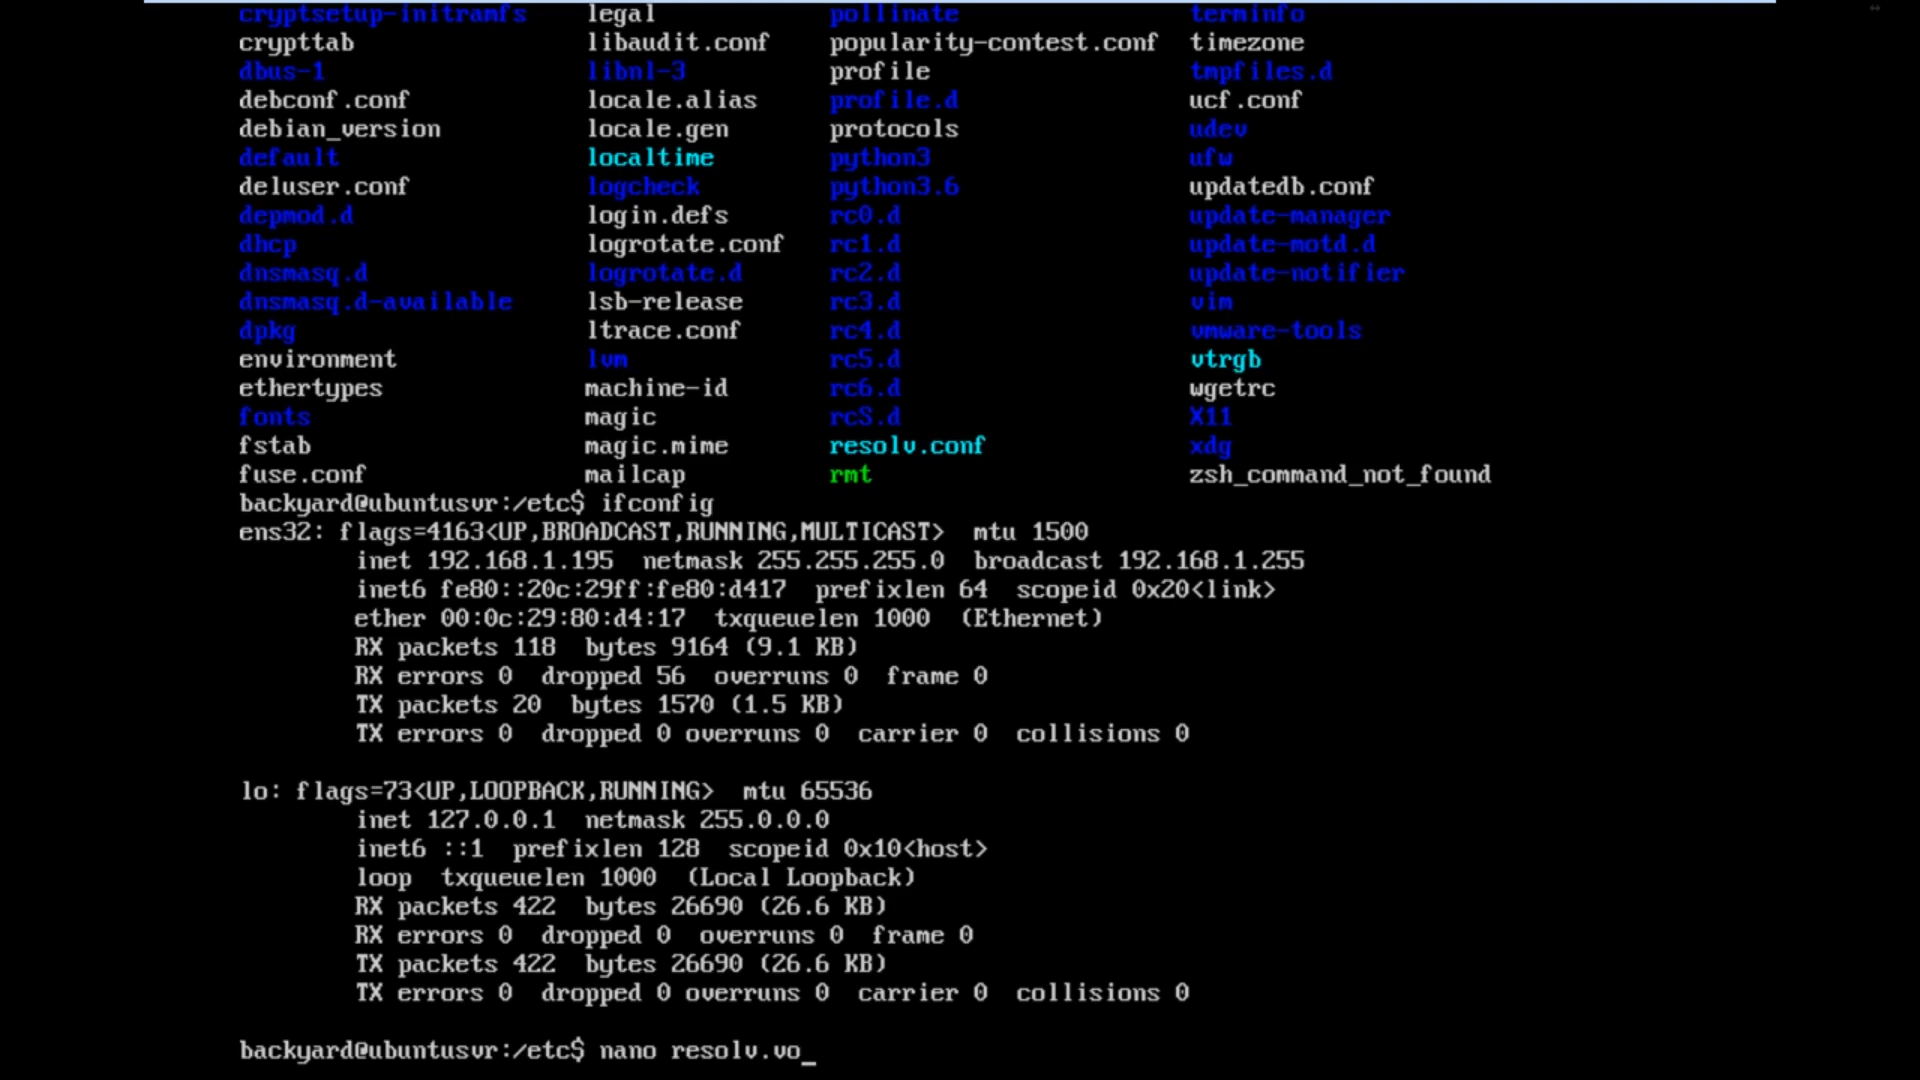 cryptsetup-initramfs legal pollinate terminfo
crypttab libaudit.conf popularity-contest.conf timezone
dbus-1 libnl-3 profile tmpfiles.d
debconf.conf locale.alias profile.d ucf.conf
debian_version locale.gen protocols udev
default localtime python3 ufw
deluser.conf logcheck python3.6 updatedb.conf
depmod.d login.defs rc0.d update-manager
dhcp logrotate.conf rc1.d update-motd.d
dnsmasq.d logrotate.d rc2.d update-notifier
dnsmasq.d-available lsb-release rc3.d vim
dpkg ltrace.conf rc4.d vmware-tools
environment lvm rc5.d vtrgb
ethertypes machine-id rc6.d wgetrc
fonts magic rcS.d X11
fstab magic.mime resolv.conf xdg
fuse.conf mailcap rmt zsh_command_not_found
backyard@ubuntusvr:/etc$ ifconfig
ens32: flags=4163<UP,BROADCAST,RUNNING,MULTICAST> mtu 1500
inet 192.168.1.195 netmask 255.255.255.0 broadcast 192.168.1.255
inet6 fe80::20c:29ff:fe80:d417 prefixlen 64 scopeid 0x20<link>
ether 00:0c:29:80:d4:17 txqueuelen 1000 (Ethernet)
RX packets 118 bytes 9164 (9.1 KB)
RX errors 0 dropped 56 overruns 0 frame 0
TX packets 20 bytes 1570 (1.5 KB)
TX errors 0 dropped 0 overruns 0 carrier 0 collisions 0
lo: flags=73<UP,LOOPBACK,RUNNING> mtu 65536
inet 127.0.0.1 netmask 255.0.0.0
inet6 ::1 prefixlen 128 scopeid 0x10<host>
loop txqueuelen 1000 (Local Loopback)
RX packets 422 bytes 26690 (26.6 KB)
RX errors 0 dropped 0 overruns 0 frame 0
TX packets 422 bytes 26690 (26.6 KB)
TX errors 0 dropped 0 overruns 0 carrier 0 collisions 0
backyard@ubuntusvr:/etc$ nano resolv.vo_